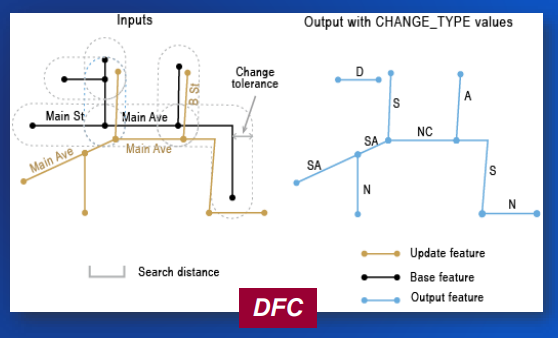 Inputs
Output with CHANGE_TYPE values
Change
tolerance
B St
Main St
Main Ave
Main Ave
Main Ave
Search distance
D
S
A
SA
NC
SA
S
N
N
Update feature
Base feature
Output feature
DFC